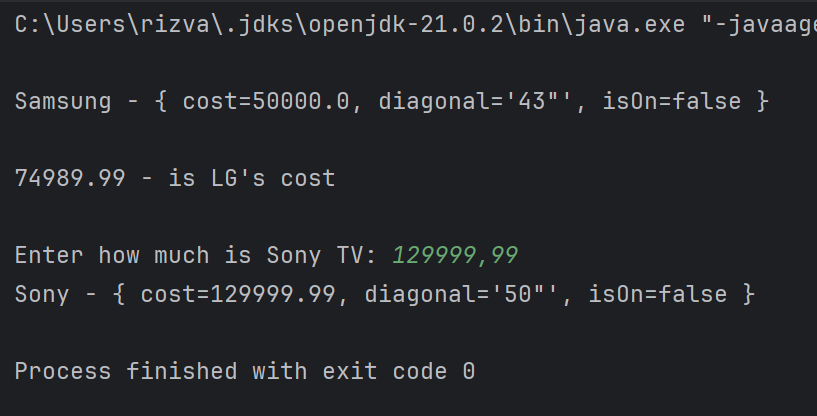 C:\Users\rizva\.jdks\openjdk-21.0.2\bin\java.exe "-javaage
Samsung - { cost=50000.0, diagonal='43"', isOn=false }
74989.99 - is LG's cost
Enter how much is Sony TV: 129999,99
Sony - { cost=129999.99, diagonal='50"', isOn=false }
Process finished with exit code 0